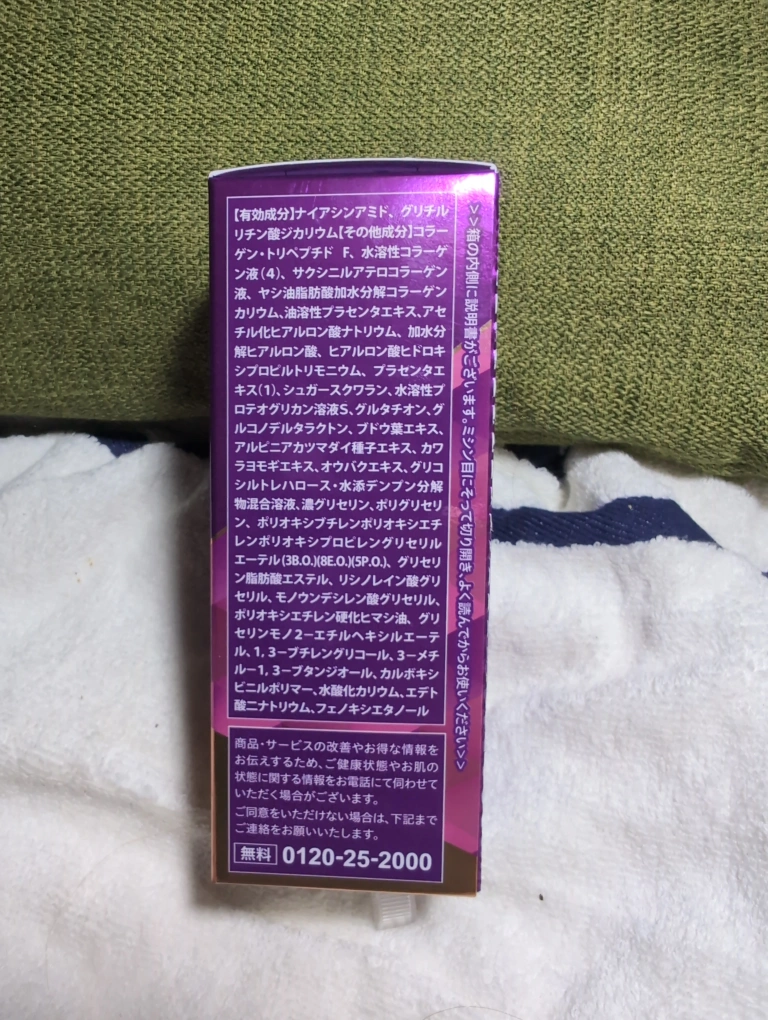 【有効成分】ナイアシンアミド、グリチル
リチン酸ジカリウム【その他成分】コラー
ゲン・トリペプチド F、水溶性コラーゲ
ン液(4)、サクシニルアテロコラーゲン
液、ヤシ油脂肪酸加水分解コラーゲン
カリウム、油溶性プラセンタエキス、アセ
チル化ヒアルロン酸ナトリウム、加水分
解ヒアルロン酸、ヒアルロン酸ヒドロキ
シプロピルトリモニウム、プラセンタエ
キス(1)、シュガースクワラン、水溶性プ
ロテオグリカン溶液S、グルタチオン、グ
ルコノデルタラクトン、ブドウ葉エキス、
アルピニアカツマダイ種子エキス、カワ
ラヨモギエキス、オウバクエキス、グリコ
シルトレハロース・水添デンプン分解
物混合溶液、濃グリセリン、ポリグリセリ
ン、ポリオキシブチレンポリオキシエチ
レンポリオキシプロピレングリセリル
エーテル(3B.O.)(8E.O.)(5P.O.)、グリセリ
ン脂肪酸エステル、リシノレイン酸グリ
セリル、モノウンデシレン酸グリセリル、
ポリオキシエチレン硬化ヒマシ油、グリ
セリンモノ2−エチルヘキシルエーテ
ル、1,3−ブチレングリコール、3−メチ
ル−1,3−ブタンジオール、カルボキシ
ビニルポリマー、水酸化カリウム、エデト
酸二ナトリウム、フェノキシエタノール
>>箱の内側に説明書がございます。ミシン目にそって切り開き、よく読んでからお使いください>>
商品・サービスの改善やお得な情報を
お伝えするため、ご健康状態やお肌の
状態に関する情報をお電話にて伺わせて
いただく場合がございます。
ご同意をいただけない場合は、下記まで
ご連絡をお願いいたします。
無料 0120-25-2000